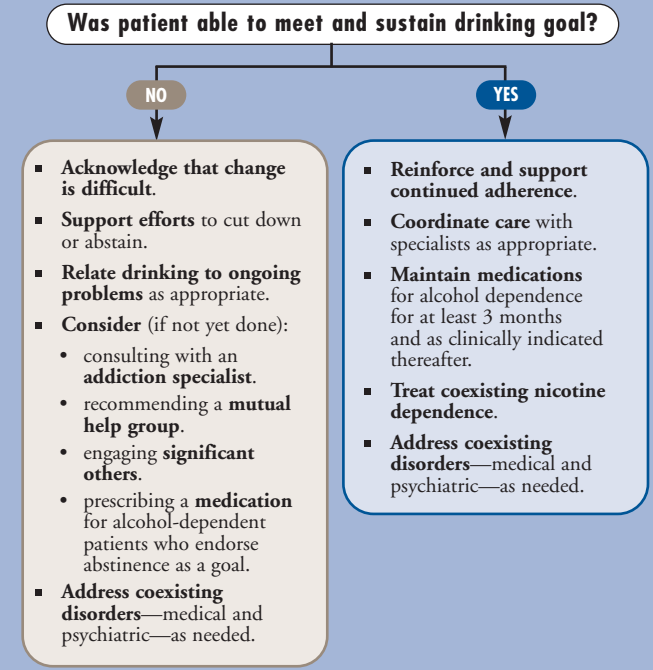 Was patient able to meet and sustain drinking goal?
NO
▪ Acknowledge that change
is difficult.
▪ Support efforts to cut down
or abstain.
▪ Relate drinking to ongoing
problems as appropriate.
▪ Consider (if not yet done):
• consulting with an
addiction specialist.
• recommending a mutual
help group.
• engaging significant
others.
• prescribing a medication
for alcohol-dependent
patients who endorse
abstinence as a goal.
▪ Address coexisting
disorders—medical and
psychiatric—as needed.
YES
▪ Reinforce and support
continued adherence.
▪ Coordinate care with
specialists as appropriate.
▪ Maintain medications
for alcohol dependence
for at least 3 months
and as clinically indicated
thereafter.
▪ Treat coexisting nicotine
dependence.
▪ Address coexisting
disorders—medical and
psychiatric—as needed.